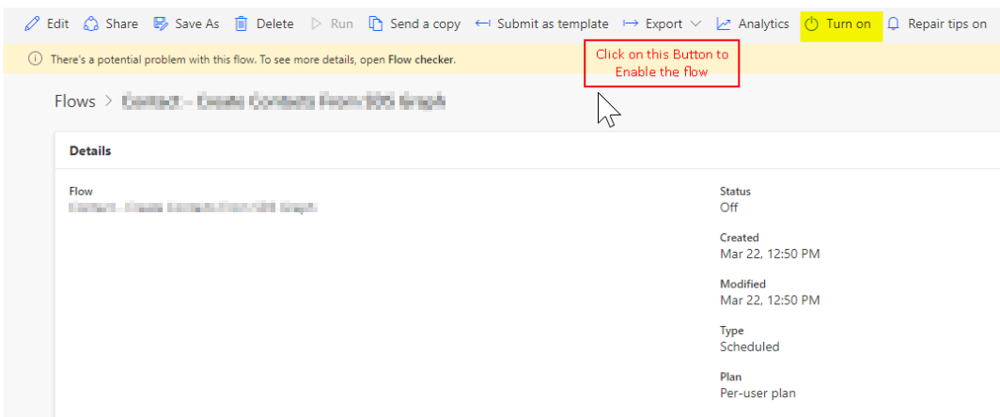 Edit Share Save As Delete Run Send a copy Submit as template Export Analytics Turn on Repair tips on
There's a potential problem with this flow. To see more details, open Flow checker.
Click on this Button to
Enable the flow
Flows >
Details
Flow
Status
Off
Created
Mar 22, 12:50 PM
Modified
Mar 22, 12:50 PM
Type
Scheduled
Plan
Per-user plan